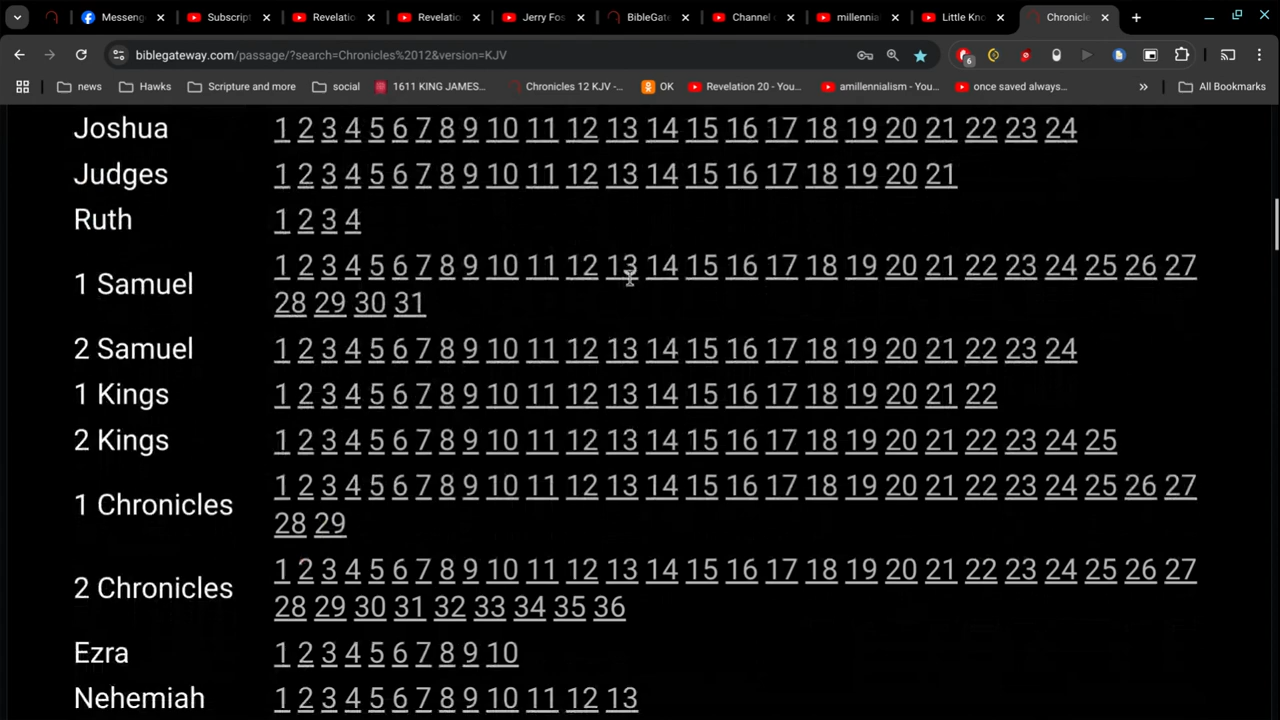 Messeng
Subscript
Revelatio
Revelatio
Jerry Fos
BibleGate
Channel
millennia
Little Kno
Chronicle
biblegateway.com/passage/?search=Chronicles%2012&version=KJV
6
news
Hawks
Scripture and more
social
1611 KING JAMES...
Chronicles 12 KJV -...
OK
Revelation 20 - You...
amillennialism - You...
once saved always...
»
All Bookmarks
Joshua 1 2 3 4 5 6 7 8 9 10 11 12 13 14 15 16 17 18 19 20 21 22 23 24
Judges 1 2 3 4 5 6 7 8 9 10 11 12 13 14 15 16 17 18 19 20 21
Ruth 1 2 3 4
1 Samuel 1 2 3 4 5 6 7 8 9 10 11 12 13 14 15 16 17 18 19 20 21 22 23 24 25 26 27
28 29 30 31
2 Samuel 1 2 3 4 5 6 7 8 9 10 11 12 13 14 15 16 17 18 19 20 21 22 23 24
1 Kings 1 2 3 4 5 6 7 8 9 10 11 12 13 14 15 16 17 18 19 20 21 22
2 Kings 1 2 3 4 5 6 7 8 9 10 11 12 13 14 15 16 17 18 19 20 21 22 23 24 25
1 Chronicles 1 2 3 4 5 6 7 8 9 10 11 12 13 14 15 16 17 18 19 20 21 22 23 24 25 26 27
28 29
2 Chronicles 1 2 3 4 5 6 7 8 9 10 11 12 13 14 15 16 17 18 19 20 21 22 23 24 25 26 27
28 29 30 31 32 33 34 35 36
Ezra 1 2 3 4 5 6 7 8 9 10
Nehemiah 1 2 3 4 5 6 7 8 9 10 11 12 13